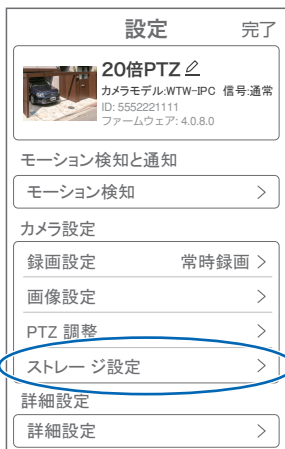 設定 完了
20倍PTZ
カメラモデル:WTW-IPC 信号:通常
ID: 5552221111
ファームウェア: 4.0.8.0
モーション検知と通知
モーション検知
カメラ設定
録画設定 常時録画
画像設定
PTZ 調整
ストレージ設定
詳細設定
詳細設定